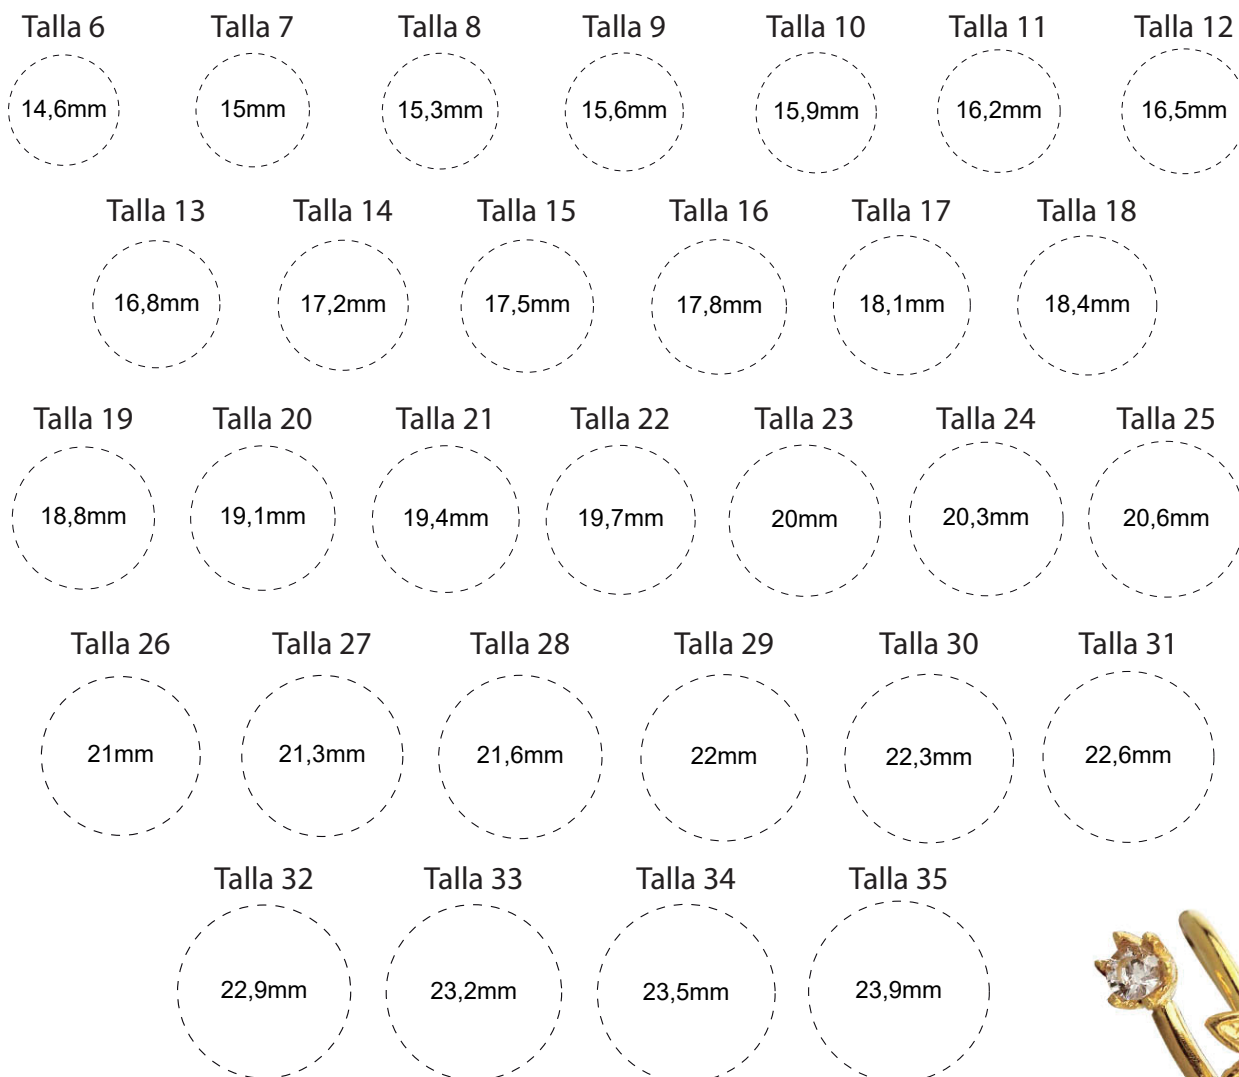 Talla 6 Talla 7 Talla 8 Talla 9 Talla 10 Talla 11 Talla 12
14,6mm 15mm 15,3mm 15,6mm 15,9mm 16,2mm 16,5mm
Talla 13 Talla 14 Talla 15 Talla 16 Talla 17 Talla 18
16,8mm 17,2mm 17,5mm 17,8mm 18,1mm 18,4mm
Talla 19 Talla 20 Talla 21 Talla 22 Talla 23 Talla 24 Talla 25
18,8mm 19,1mm 19,4mm 19,7mm 20mm 20,3mm 20,6mm
Talla 26 Talla 27 Talla 28 Talla 29 Talla 30 Talla 31
21mm 21,3mm 21,6mm 22mm 22,3mm 22,6mm
Talla 32 Talla 33 Talla 34 Talla 35
22,9mm 23,2mm 23,5mm 23,9mm